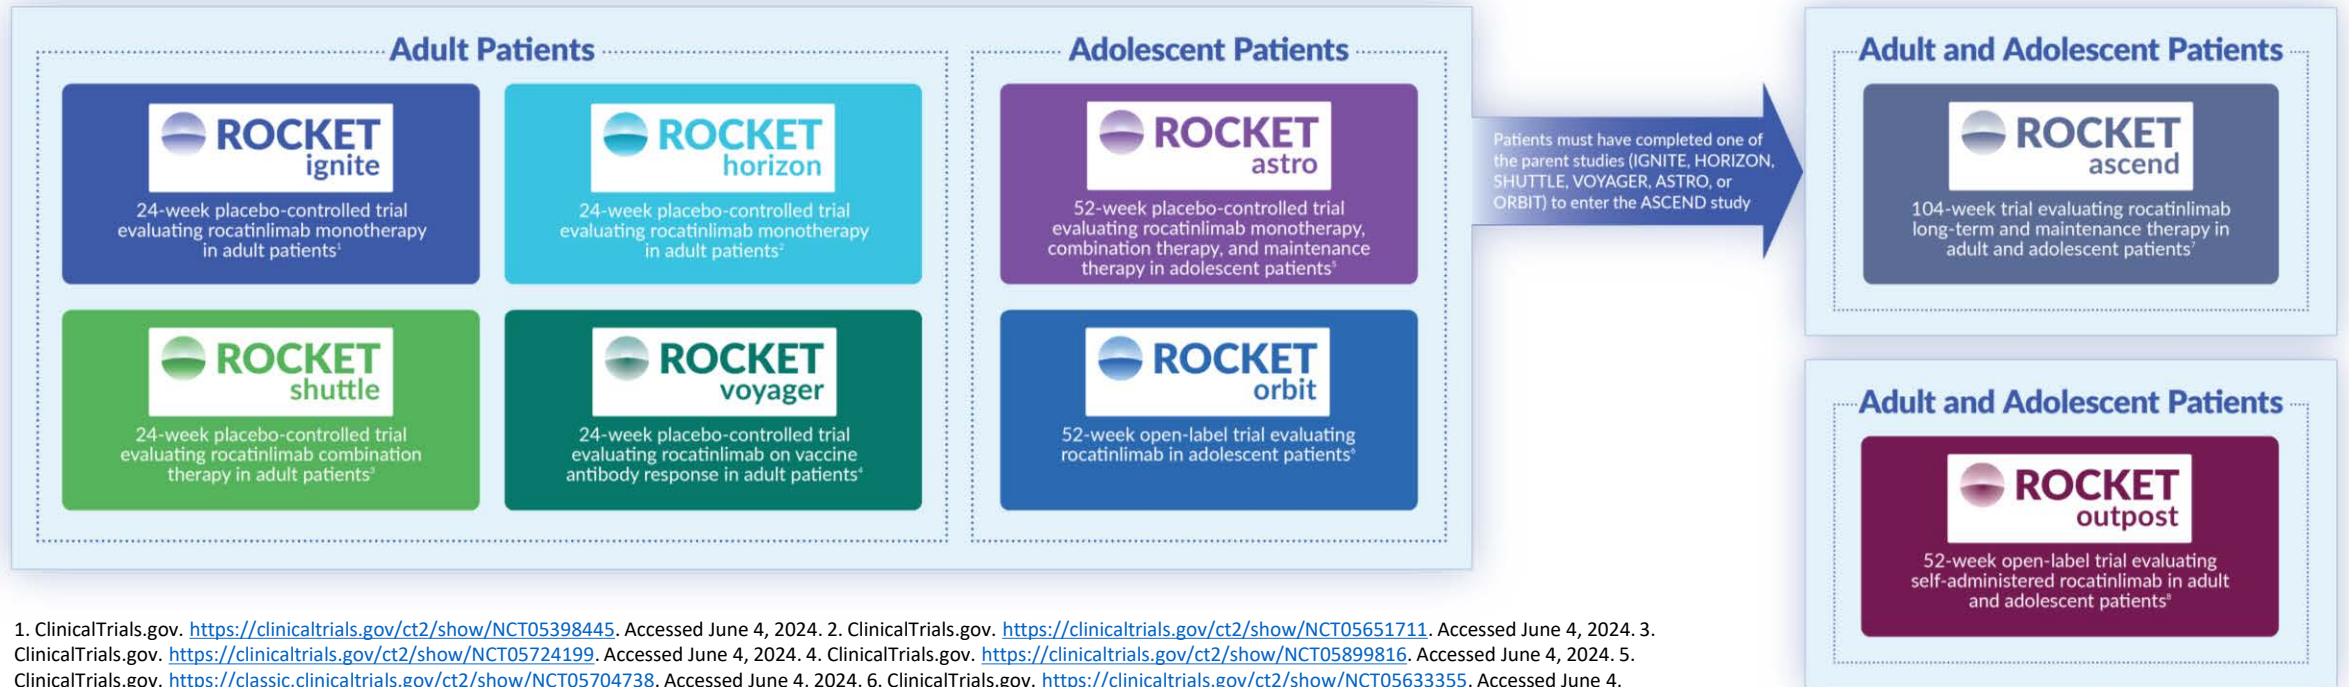 Adult Patients
ROCKET
ignite
24-week placebo-controlled trial
evaluating rocatinlimab monotherapy
in adult patients¹
ROCKET
horizon
24-week placebo-controlled trial
evaluating rocatinlimab monotherapy
in adult patients²
ROCKET
shuttle
24-week placebo-controlled trial
evaluating rocatinlimab combination
therapy in adult patients³
ROCKET
voyager
24-week placebo-controlled trial
evaluating rocatinlimab on vaccine
antibody response in adult patients⁴
Adolescent Patients
ROCKET
astro
52-week placebo-controlled trial
evaluating rocatinlimab monotherapy,
combination therapy, and maintenance
therapy in adolescent patients⁵
ROCKET
orbit
52-week open-label trial evaluating
rocatinlimab in adolescent patients⁶
Patients must have completed one of
the parent studies (IGNITE, HORIZON,
SHUTTLE, VOYAGER, ASTRO, or
ORBIT) to enter the ASCEND study
Adult and Adolescent Patients
ROCKET
ascend
104-week trial evaluating rocatinlimab
long-term and maintenance therapy in
adult and adolescent patients⁷
Adult and Adolescent Patients
ROCKET
outpost
52-week open-label trial evaluating
self-administered rocatinlimab in adult
and adolescent patients⁸
1. ClinicalTrials.gov. https://clinicaltrials.gov/ct2/show/NCT05398445. Accessed June 4, 2024. 2. ClinicalTrials.gov. https://clinicaltrials.gov/ct2/show/NCT05651711. Accessed June 4, 2024. 3.
ClinicalTrials.gov. https://clinicaltrials.gov/ct2/show/NCT05724199. Accessed June 4, 2024. 4. ClinicalTrials.gov. https://clinicaltrials.gov/ct2/show/NCT05899816. Accessed June 4, 2024. 5.
ClinicalTrials.gov. https://classic.clinicaltrials.gov/ct2/show/NCT05704738. Accessed June 4, 2024. 6. ClinicalTrials.gov. https://clinicaltrials.gov/ct2/show/NCT05633355. Accessed June 4,